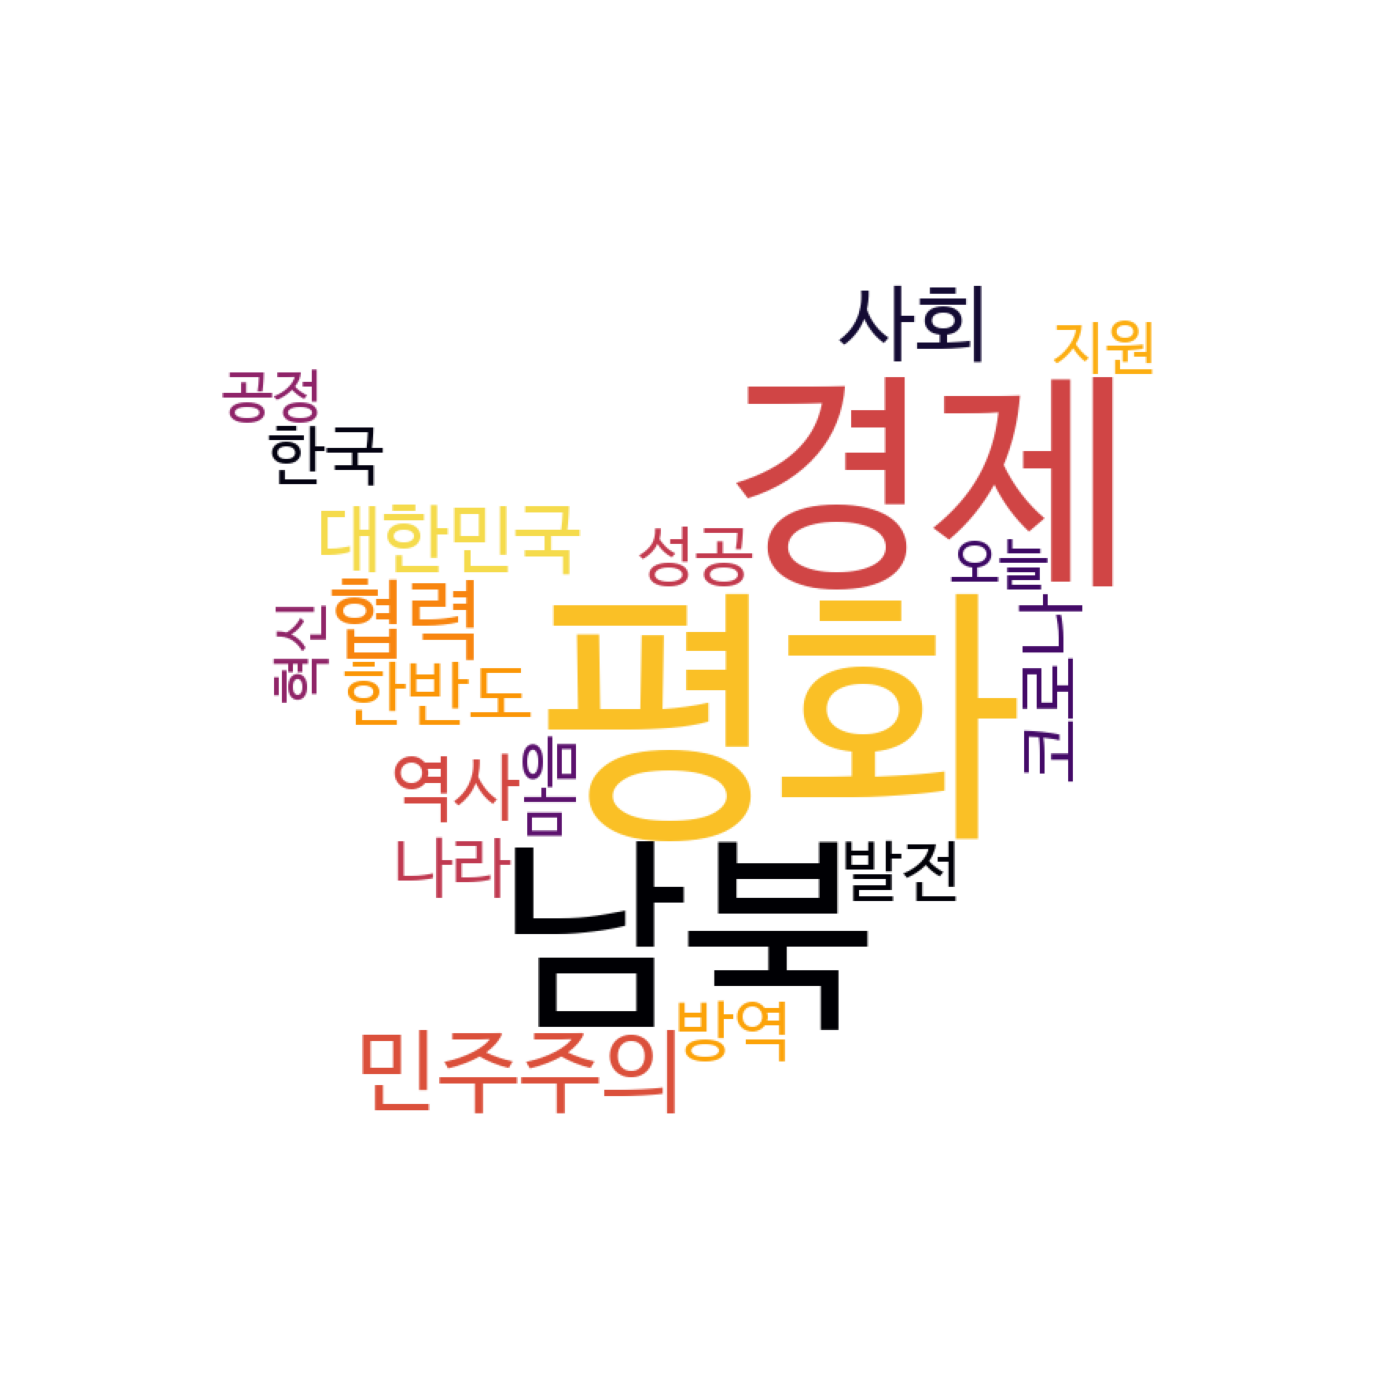 사회
지원
공정
경제
한국
대한민국
성공
오늘
협력
평화
혁신
코로나
한반도
역사
마음
나라
남북
발전
방역
민주주의